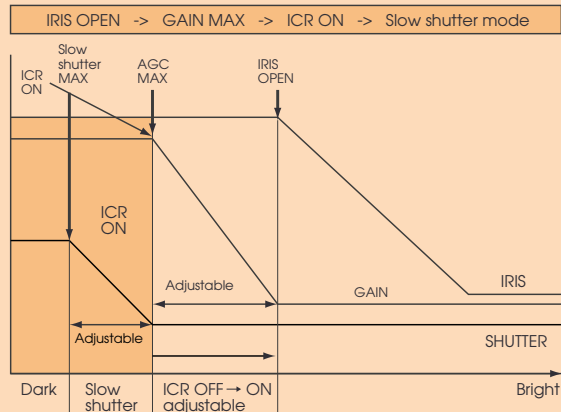 IRIS OPEN -> GAIN MAX -> ICR ON -> Slow shutter mode
ICR
ON
Slow
shutter
MAX
AGC
MAX
IRIS
OPEN
ICR
ON
Adjustable
GAIN
IRIS
Adjustable
SHUTTER
Dark
Slow
shutter
ICR OFF → ON
adjustable
Bright